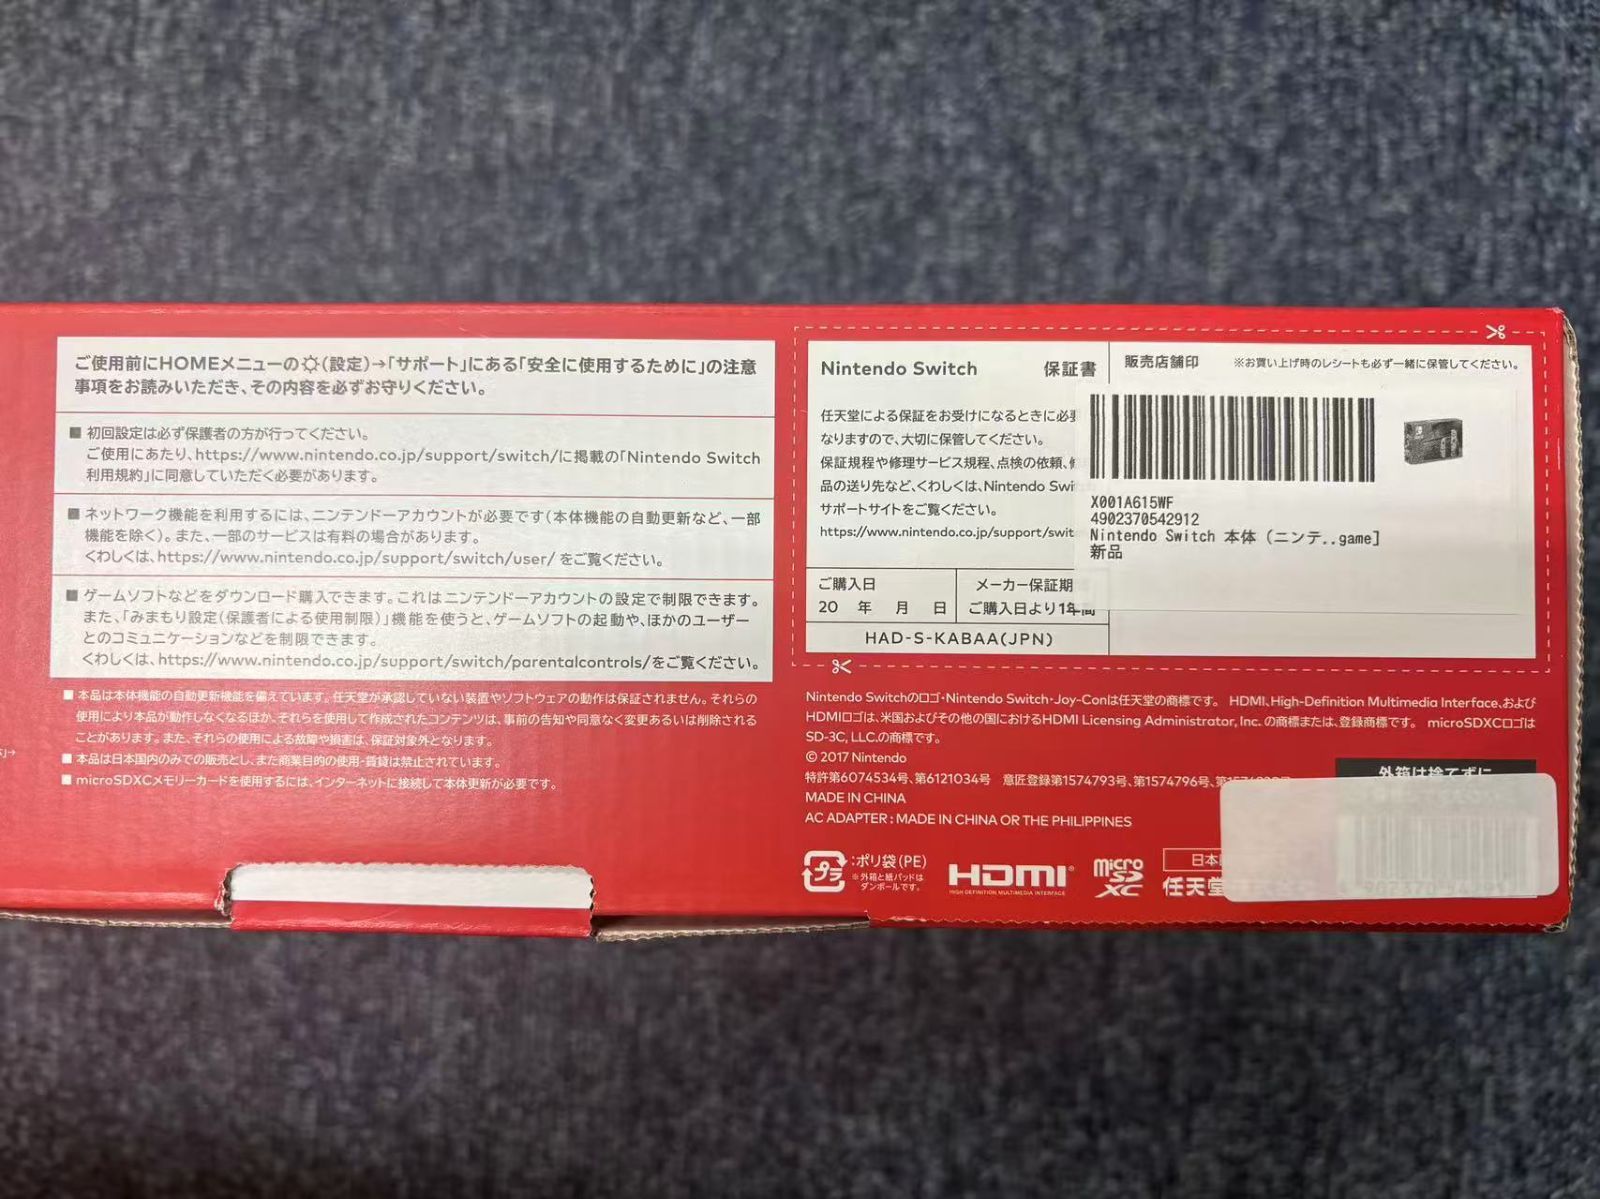 ご使用前にHOMEメニューの(設定)→「サポート」にある「安全に使用するために」の注意
事項をお読みいただき、その内容を必ずお守りください。
■ 初回設定は必ず保護者の方が行ってください。
ご使用にあたり、https://www.nintendo.co.jp/support/switch/に掲載の「Nintendo Switch
利用規約」に同意していただく必要があります。
■ ネットワーク機能を利用するには、ニンテンドーアカウントが必要です(本体機能の自動更新など、一部
機能を除く)。また、一部のサービスは有料の場合があります。
くわしくは、https://www.nintendo.co.jp/support/switch/user/ をご覧ください。
■ ゲームソフトなどをダウンロード購入できます。これはニンテンドーアカウントの設定で制限できます。
また、「みまもり設定(保護者による使用制限)」機能を使うと、ゲームソフトの起動や、ほかのユーザー
とのコミュニケーションなどを制限できます。
くわしくは、https://www.nintendo.co.jp/support/switch/parentalcontrols/をご覧ください。
■ 本品は本体機能の自動更新機能を備えています。任天堂が承認していない装置やソフトウェアの動作は保証されません。それらの
使用により本品が動作しなくなるほか、それらを使用して作成されたコンテンツは、事前の告知や同意なく変更あるいは削除される
ことがあります。また、それらの使用による故障や損害は、保証対象外となります。
■ 本品は日本国内のみでの販売とし、また商業目的の使用・賃貸は禁止されています。
■ microSDXCメモリーカードを使用するには、インターネットに接続して本体更新が必要です。
Nintendo Switch 保証書
任天堂による保証をお受けになるときに必要
なりますので、大切に保管してください。
保証規程や修理サービス規程、点検の依頼、
品の送り先など、くわしくは、Nintendo Swi
サポートサイトをご覧ください。
https://www.nintendo.co.jp/support/swit
ご購入日
20 年 月 日
メーカー保証期
ご購入日より1年間
HAD-S-KABAA(JPN)
販売店舗印 ※お買い上げ時のレシートも必ず一緒に保管してください。
X001A615WF
4902370542912
Nintendo Switch 本体 (ニンテ..game]
新品
Nintendo Switchのロゴ・Nintendo Switch・Joy-Conは任天堂の商標です。 HDMI、High-Definition Multimedia Interface、および
HDMIロゴは、米国およびその他の国におけるHDMI Licensing Administrator, Inc. の商標または、登録商標です。 microSDXCロゴは
SD-3C, LLC.の商標です。
© 2017 Nintendo
特許第6074534号、第6121034号 意匠登録第1574793号、第1574796号、
MADE IN CHINA
AC ADAPTER : MADE IN CHINA OR THE PHILIPPINES
外箱は捨てずに
プラ :ポリ袋(PE)
※外箱と紙パッドは
ダンボールです。
HDMI
HIGH-DEFINITION MULTIMEDIA INTERFACE
micro SD XC
日本
任天堂